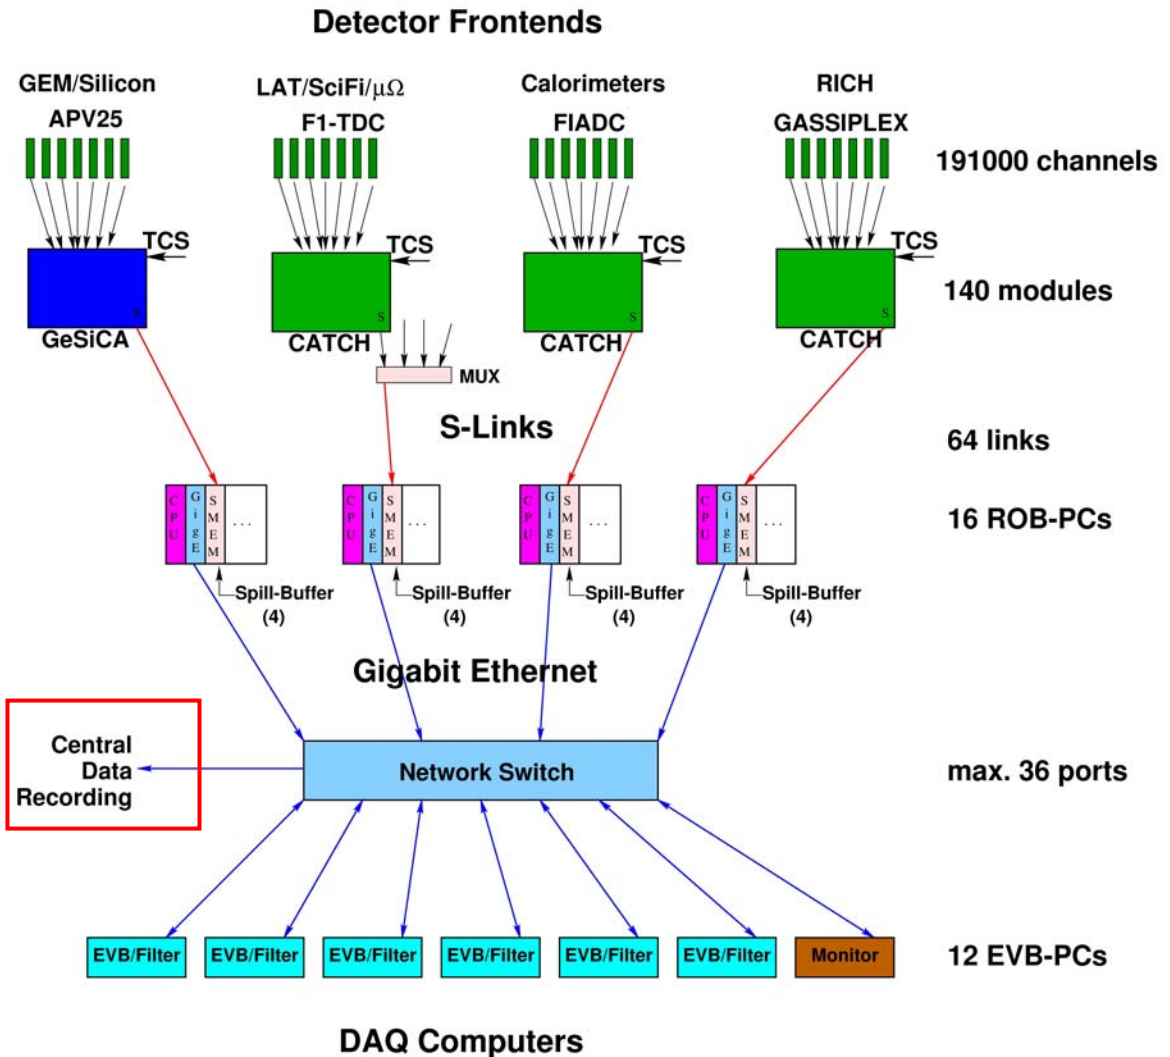 Detector Frontends
GEM/Silicon
LAT/SciFi/μΩ
Calorimeters
RICH
APV25
F1-TDC
FIADC
GASSIPLEX
191000 channels
TCS
TCS
TCS
TCS
S
S
S
S
140 modules
GeSiCA
CATCH
CATCH
CATCH
MUX
S-Links
64 links
CPU
GigE
SMEM
...
CPU
GigE
SMEM
...
CPU
GigE
SMEM
...
CPU
GigE
SMEM
...
16 ROB-PCs
Spill-Buffer
(4)
Spill-Buffer
(4)
Spill-Buffer
(4)
Spill-Buffer
(4)
Gigabit Ethernet
Central
Data
Recording
Network Switch
max. 36 ports
EVB/Filter
EVB/Filter
EVB/Filter
EVB/Filter
EVB/Filter
EVB/Filter
Monitor
12 EVB-PCs
DAQ Computers